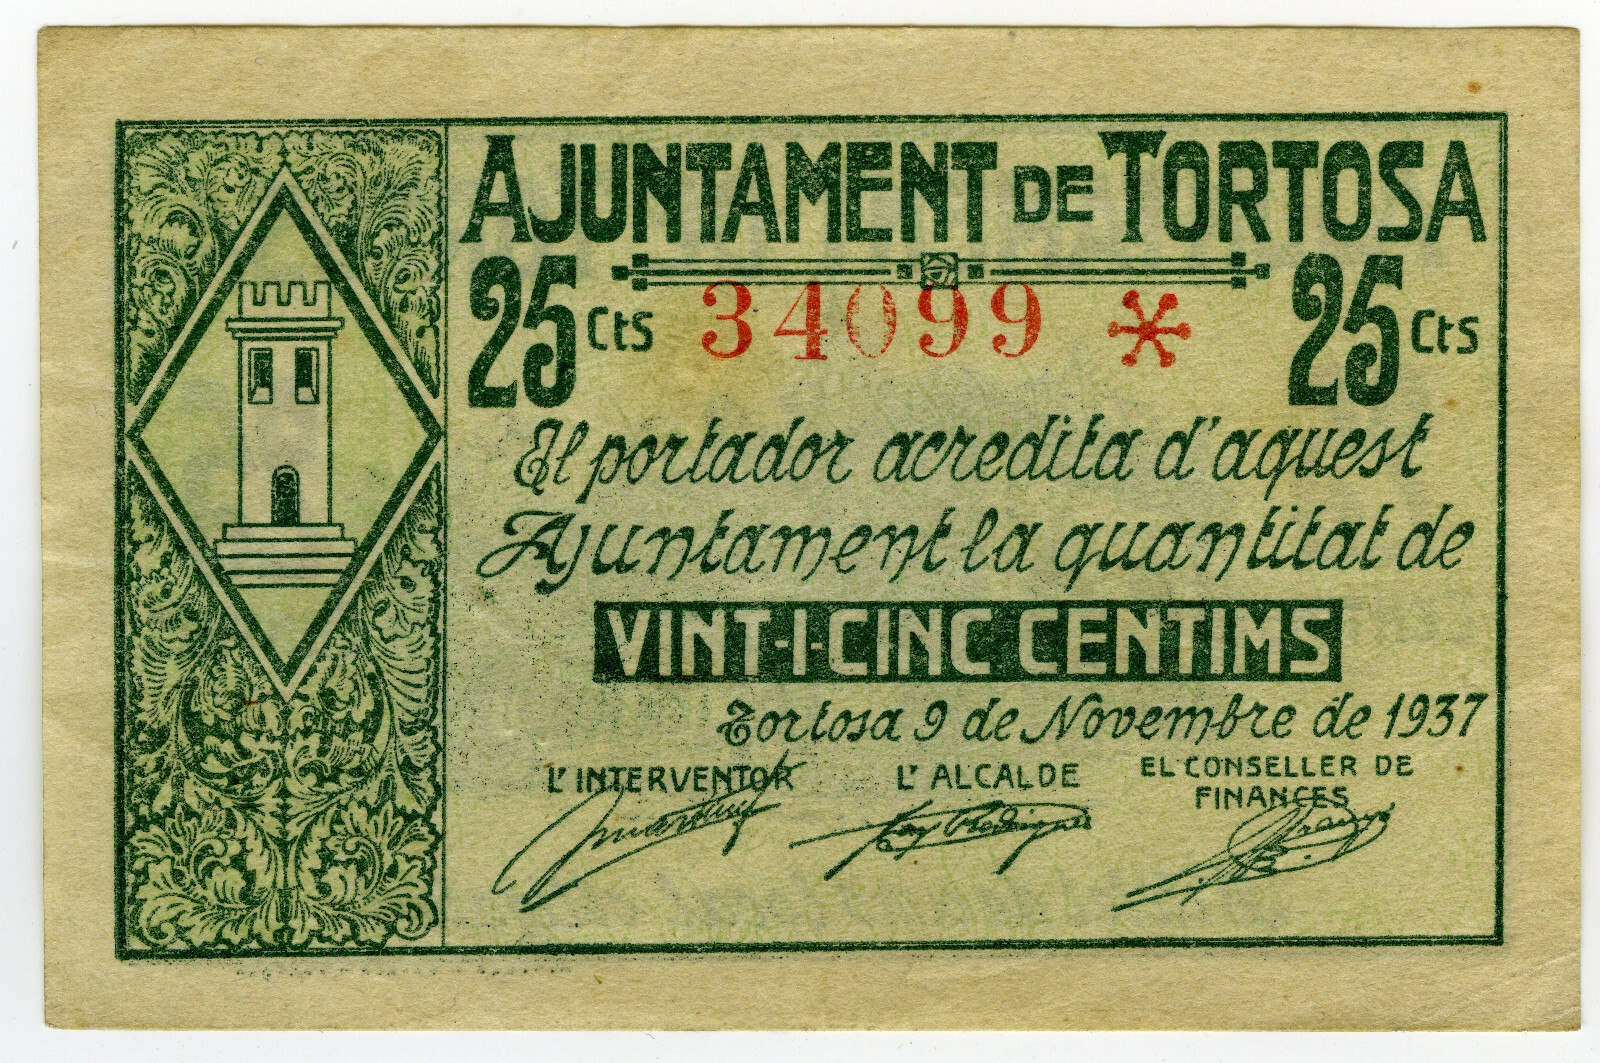 AJUNTAMENT DE TORTOSA
25 Cts 34099 * 25 Cts
El portador acredita d'aquest
Ajuntament la quantitat de
VINT-I-CINC CENTIMS
Tortosa 9 de Novembre de 1937
L'INTERVENTOR L'ALCALDE EL CONSELLER DE
FINANCES